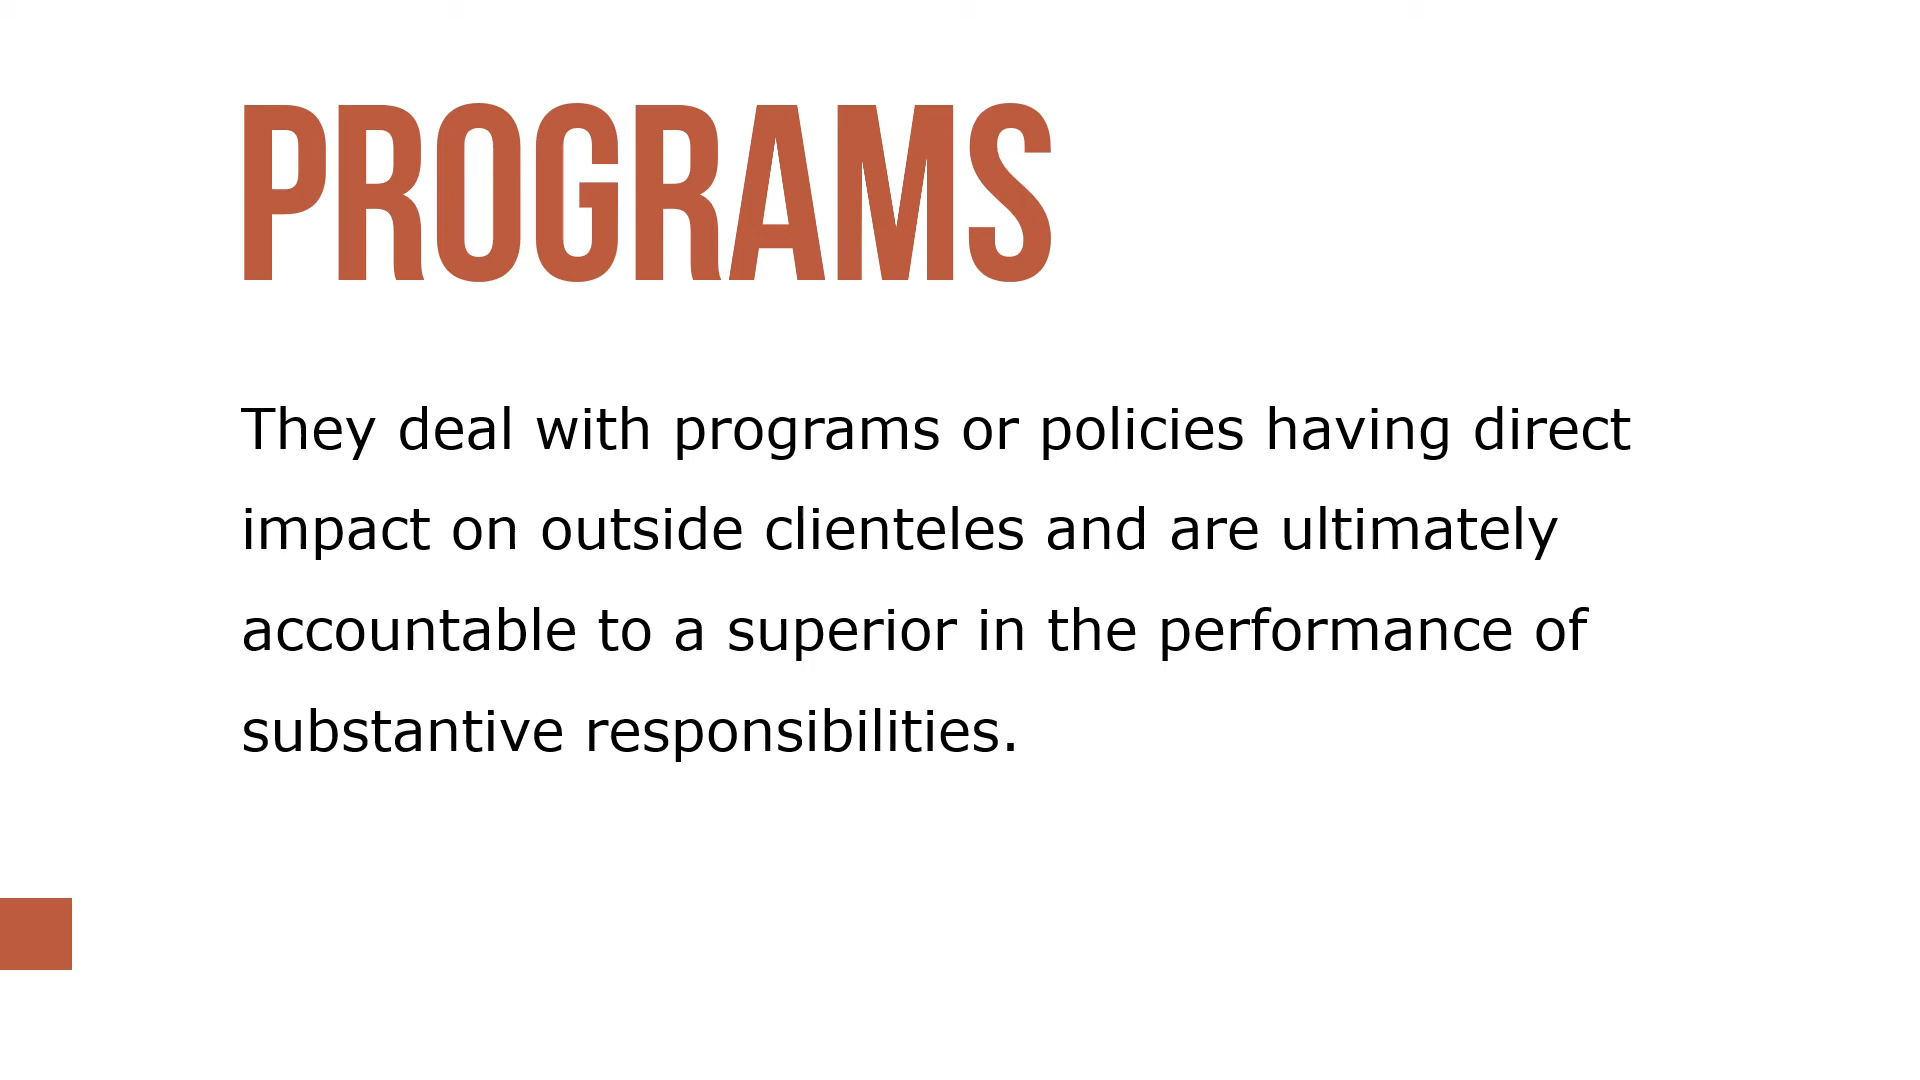 PROGRAMS
They deal with programs or policies having direct
impact on outside clienteles and are ultimately
accountable to a superior in the performance of
substantive responsibilities.